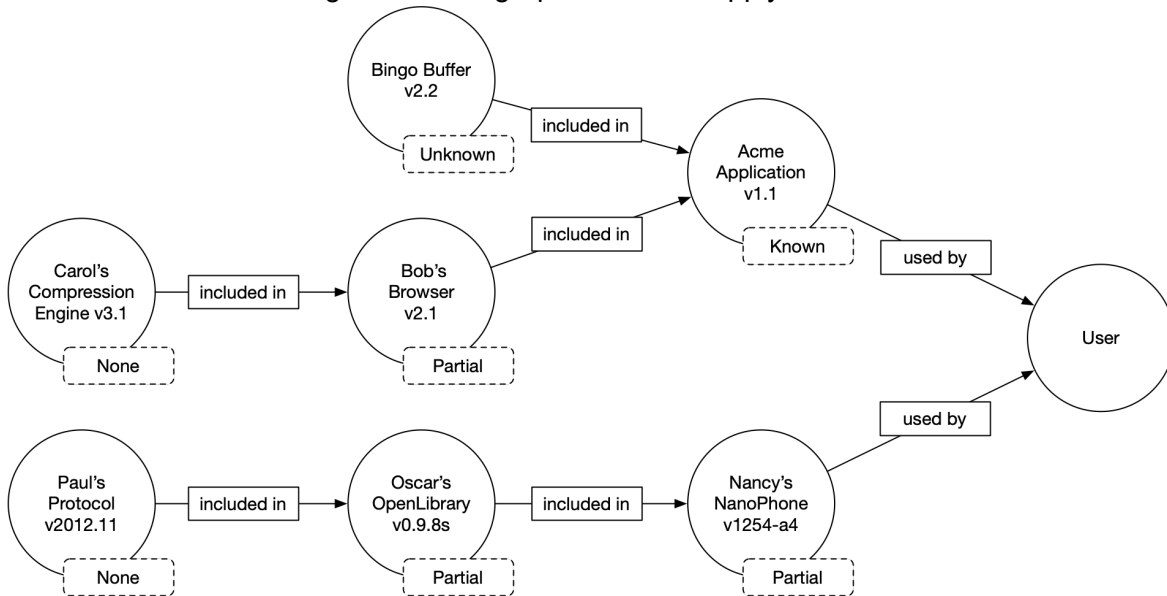 Bingo Buffer
v2.2
Unknown
included in
Acme
Application
v1.1
Known
included in
used by
Carol's
Compression
Engine v3.1
None
included in
Bob's
Browser
v2.1
Partial
User
used by
Paul's
Protocol
v2012.11
None
included in
Oscar's
OpenLibrary
v0.9.8s
Partial
included in
Nancy's
NanoPhone
v1254-a4
Partial